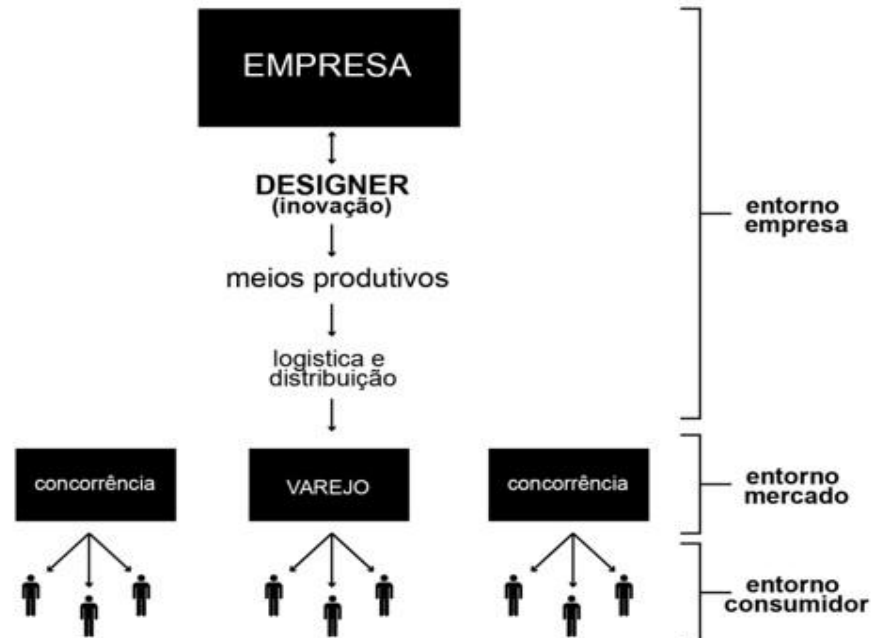 EMPRESA
DESIGNER
(inovação)
entorno
empresa
meios produtivos
logistica e
distribuição
concorrência
VAREJO
concorrência
entorno
mercado
entorno
consumidor